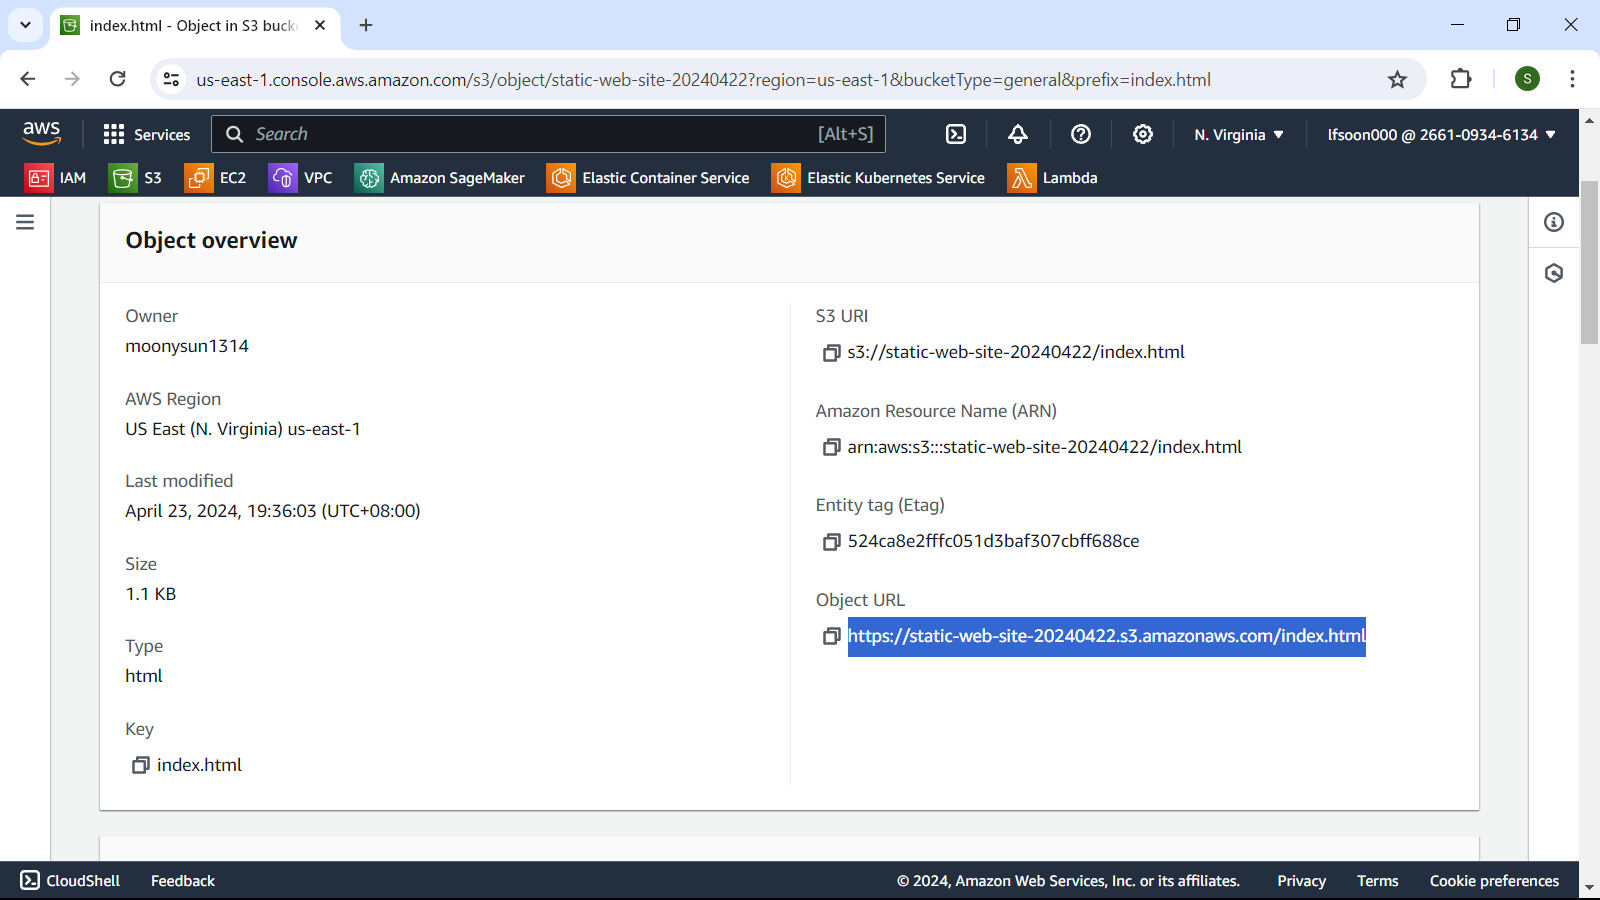 index.html - Object in S3 buck
us-east-1.console.aws.amazon.com/s3/object/static-web-site-20240422?region=us-east-1&bucketType=general&prefix=index.html
S
aws
Services
Search
[Alt+S]
N. Virginia
lfsoon000 @ 2661-0934-6134
IAM
S3
EC2
VPC
Amazon SageMaker
Elastic Container Service
Elastic Kubernetes Service
Lambda
Object overview
Owner
moonysun1314
AWS Region
US East (N. Virginia) us-east-1
Last modified
April 23, 2024, 19:36:03 (UTC+08:00)
Size
1.1 KB
Type
html
Key
index.html
S3 URI
s3://static-web-site-20240422/index.html
Amazon Resource Name (ARN)
arn:aws:s3:::static-web-site-20240422/index.html
Entity tag (Etag)
524ca8e2fffc051d3baf307cbff688ce
Object URL
https://static-web-site-20240422.s3.amazonaws.com/index.html
CloudShell
Feedback
© 2024, Amazon Web Services, Inc. or its affiliates.
Privacy
Terms
Cookie preferences